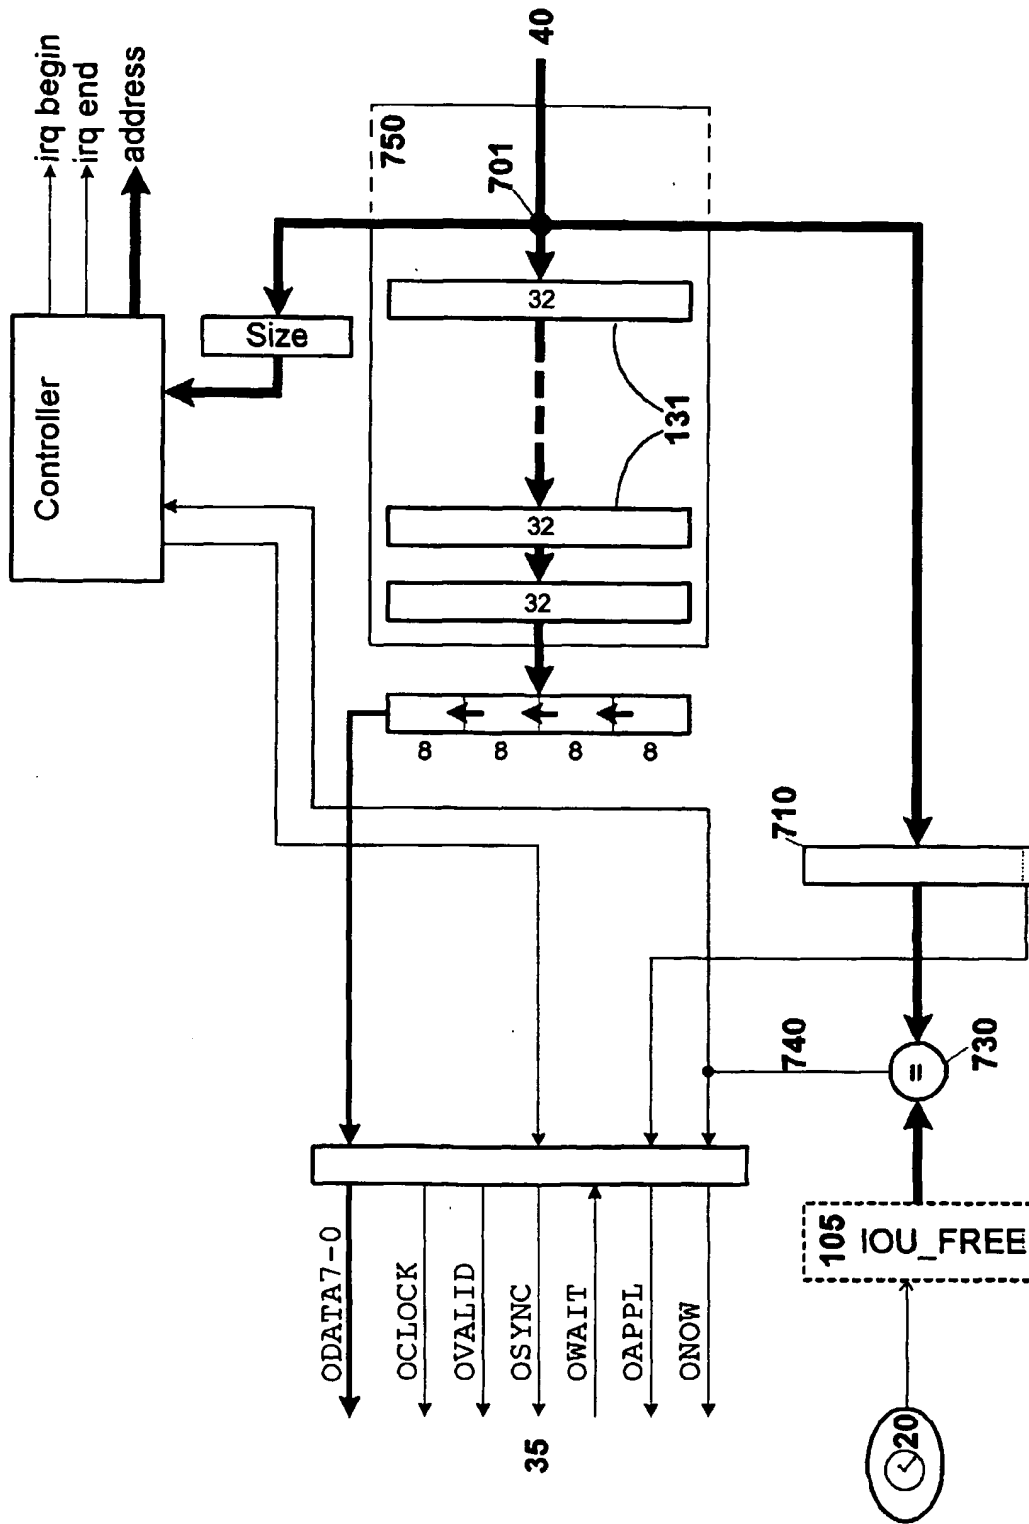 irq begin
irq end
address
Controller
Size
40
750
701
32
131
32
32
8
8
8
8
710
740
730
ODATA7-0
OCLOCK
OVALID
OSYNC
OWAIT
OAPPL
ONOW
35
105 IOU_FREE
20
=